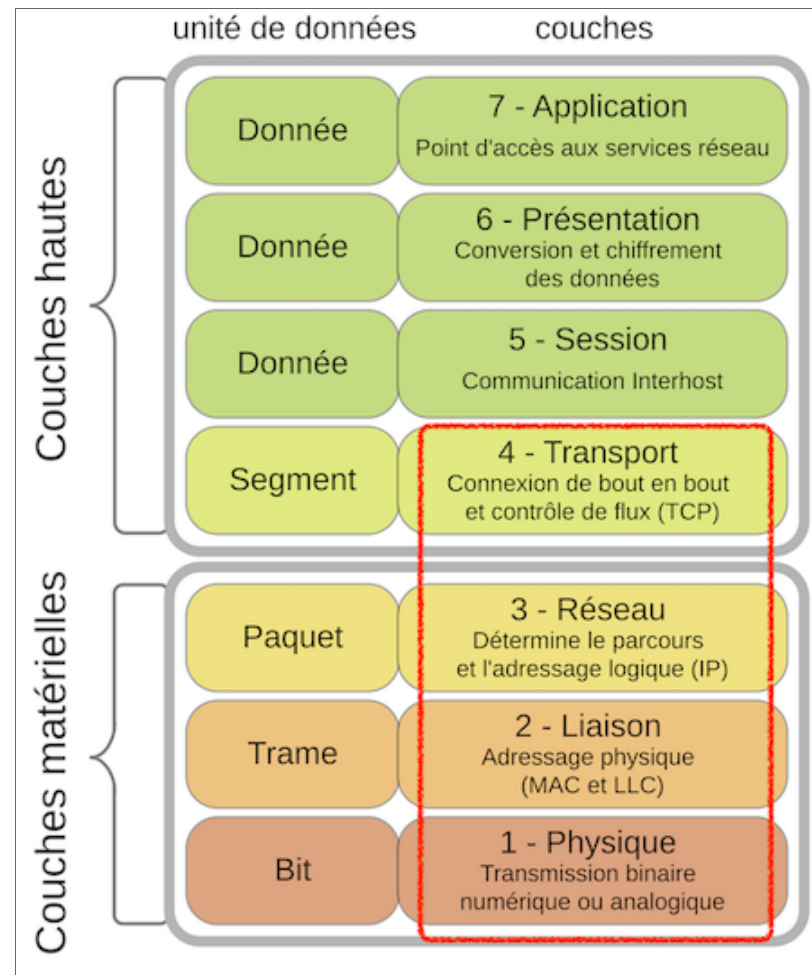 unité de données
couches
Couches hautes
Donnée
7 - Application
Point d'accès aux services réseau
Donnée
6 - Présentation
Conversion et chiffrement
des données
Donnée
5 - Session
Communication Interhost
Segment
4 - Transport
Connexion de bout en bout
et contrôle de flux (TCP)
Couches matérielles
Paquet
3 - Réseau
Détermine le parcours
et l'adressage logique (IP)
Trame
2 - Liaison
Adressage physique
(MAC et LLC)
Bit
1 - Physique
Transmission binaire
numérique ou analogique